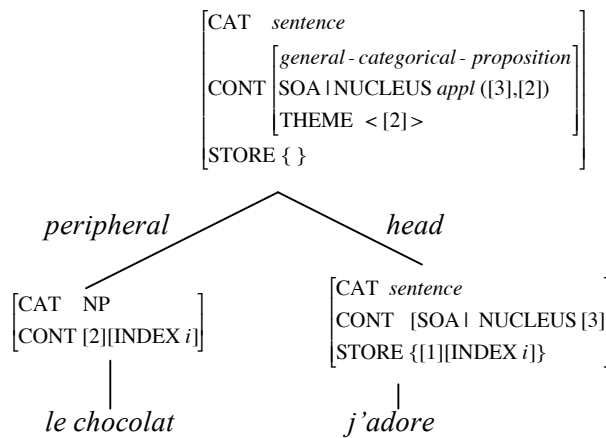 CAT sentence
general - categorical - proposition
CONT SOA | NUCLEUS appl ([3],[2])
THEME < [2] >
STORE { }
peripheral head
CAT NP
CONT [2][INDEX i]
CAT sentence
CONT [SOA | NUCLEUS [3]
STORE {[1][INDEX i]}
le chocolat j’adore